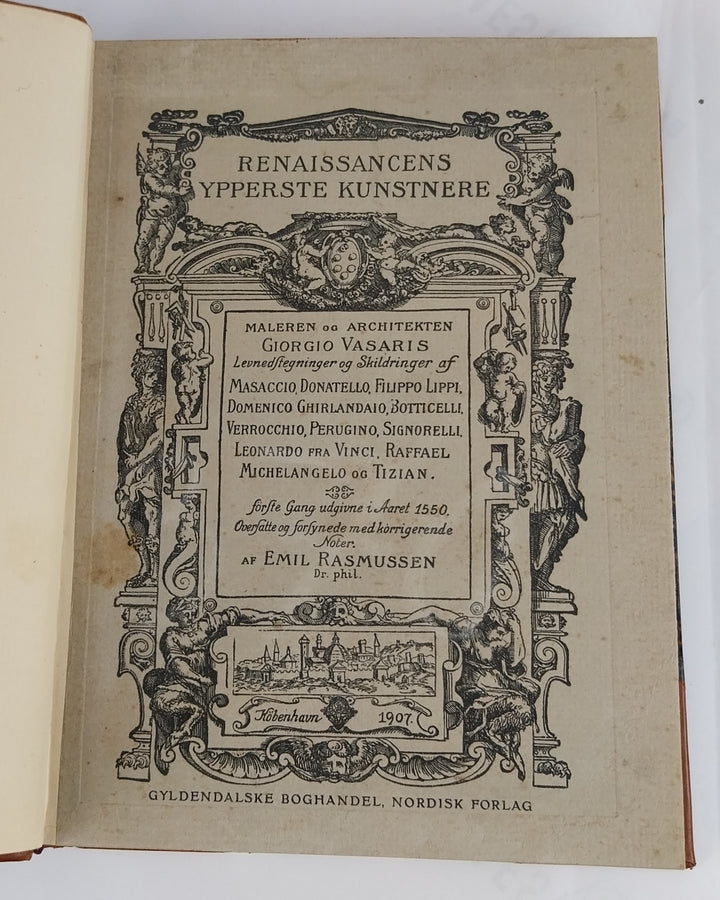 RENAISSANCENS
YPPERSTE KUNSTNERE
MALEREN OG ARCHITEKTEN
GIORGIO VASARIS
Levnedstegninger og Skildringer af
MASACCIO, DONATELLO, FILIPPO LIPPI,
DOMENICO GHIRLANDAIO, BOTTICELLI,
VERROCCHIO, PERUGINO, SIGNORELLI,
LEONARDO FRA VINCI, RAFFAEL
MICHELANGELO OG TIZIAN.
første Gang udgivne i Aaret 1550.
Oversatte og forsynede med korrigerende
Noter.
AF EMIL RASMUSSEN
Dr. phil.
København 1907.
GYLDENDALSKE BOGHANDEL, NORDISK FORLAG